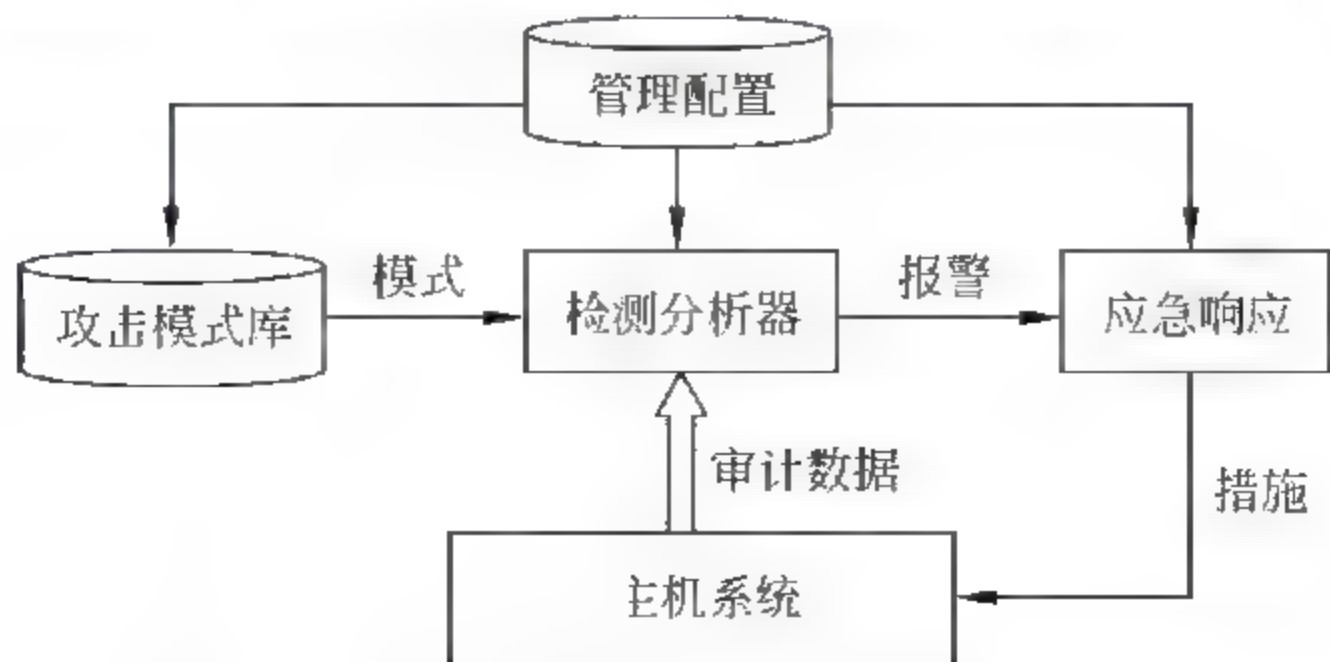 管理配置
模式
报警
攻击模式库
检测分析器
应急响应
审计数据
措施
主机系统